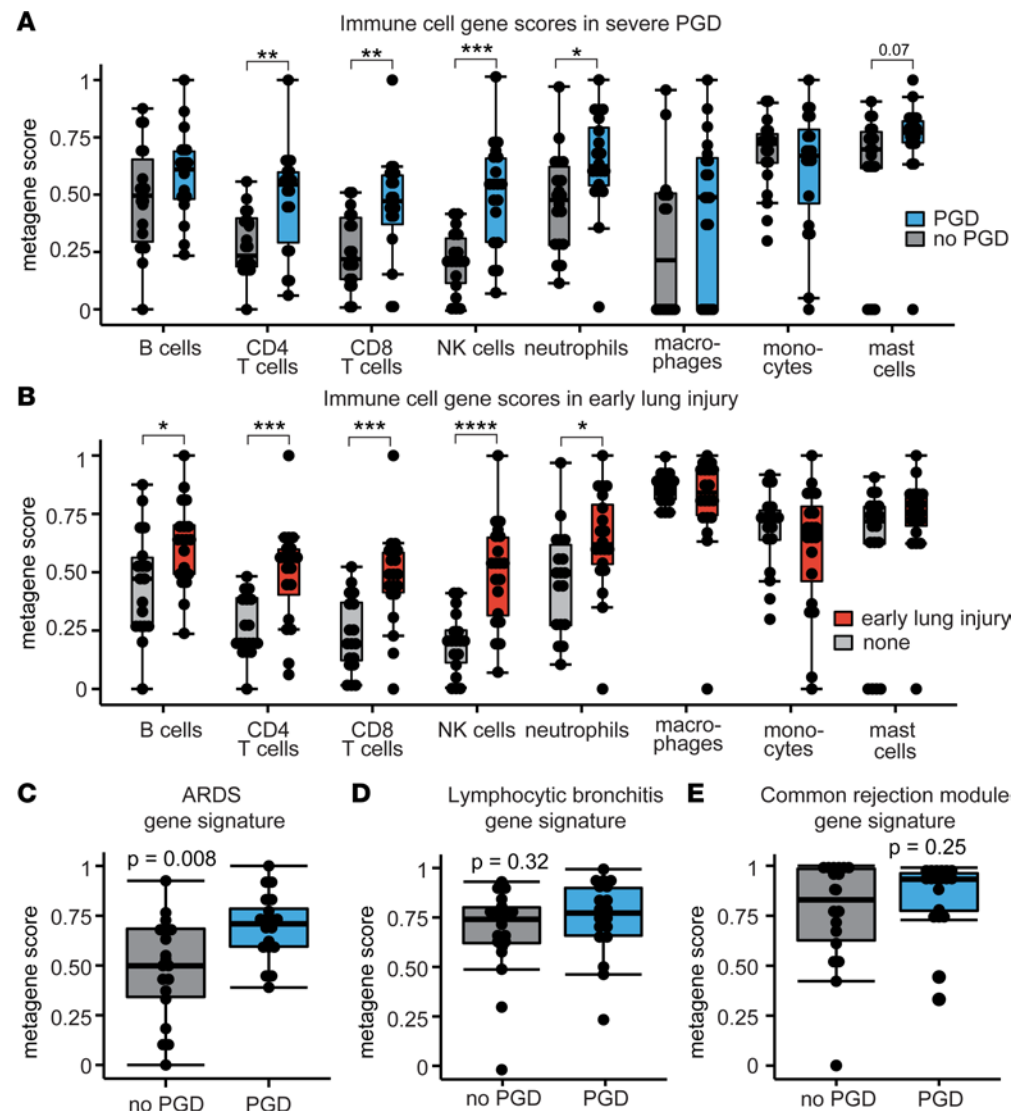 A
Immune cell gene scores in severe PGD
** ** *** * 0.07
metagene score
1
0.75
0.50
0.25
0
PGD
no PGD
B cells
CD4
T cells
CD8
T cells
NK cells
neutrophils
macro-
phages
mono-
cytes
mast
cells
B
Immune cell gene scores in early lung injury
* *** *** **** *
metagene score
1
0.75
0.50
0.25
0
early lung injury
none
B cells
CD4
T cells
CD8
T cells
NK cells
neutrophils
macro-
phages
mono-
cytes
mast
cells
C
ARDS
gene signature
p = 0.008
metagene score
1
0.75
0.50
0.25
0
no PGD
PGD
D
Lymphocytic bronchitis
gene signature
p = 0.32
metagene score
1
0.75
0.50
0.25
0
no PGD
PGD
E
Common rejection module
gene signature
p = 0.25
metagene score
1
0.75
0.50
0.25
0
no PGD
PGD